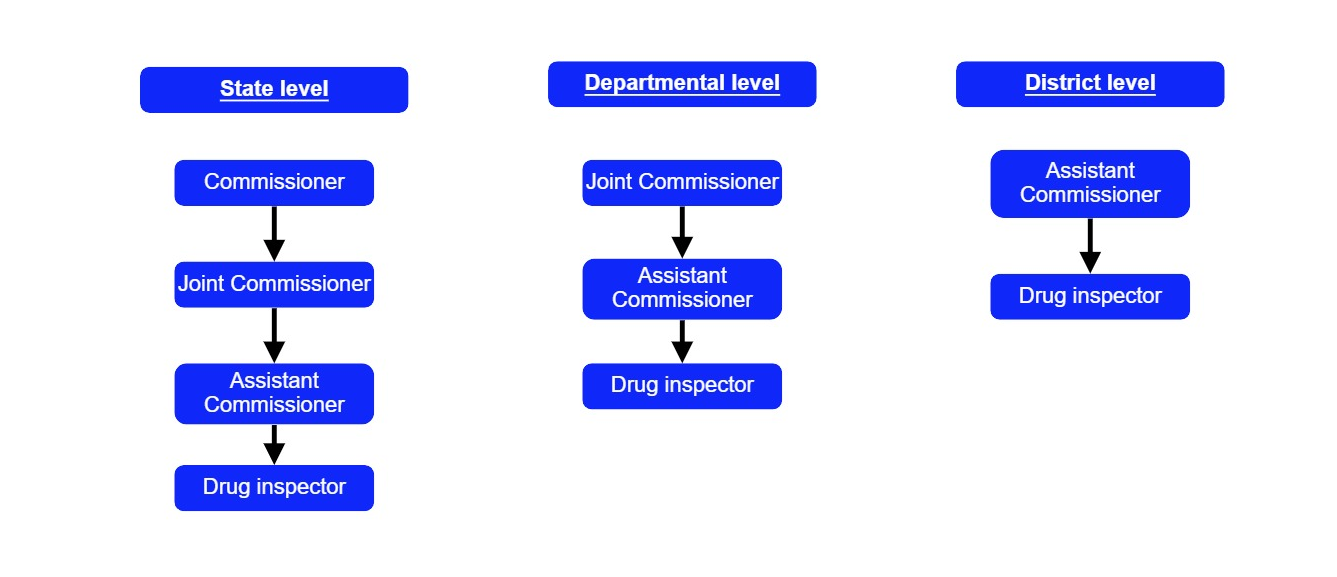 State level
Commissioner
Joint Commissioner
Assistant
Commissioner
Drug inspector
Departmental level
Joint Commissioner
Assistant
Commissioner
Drug inspector
District level
Assistant
Commissioner
Drug inspector